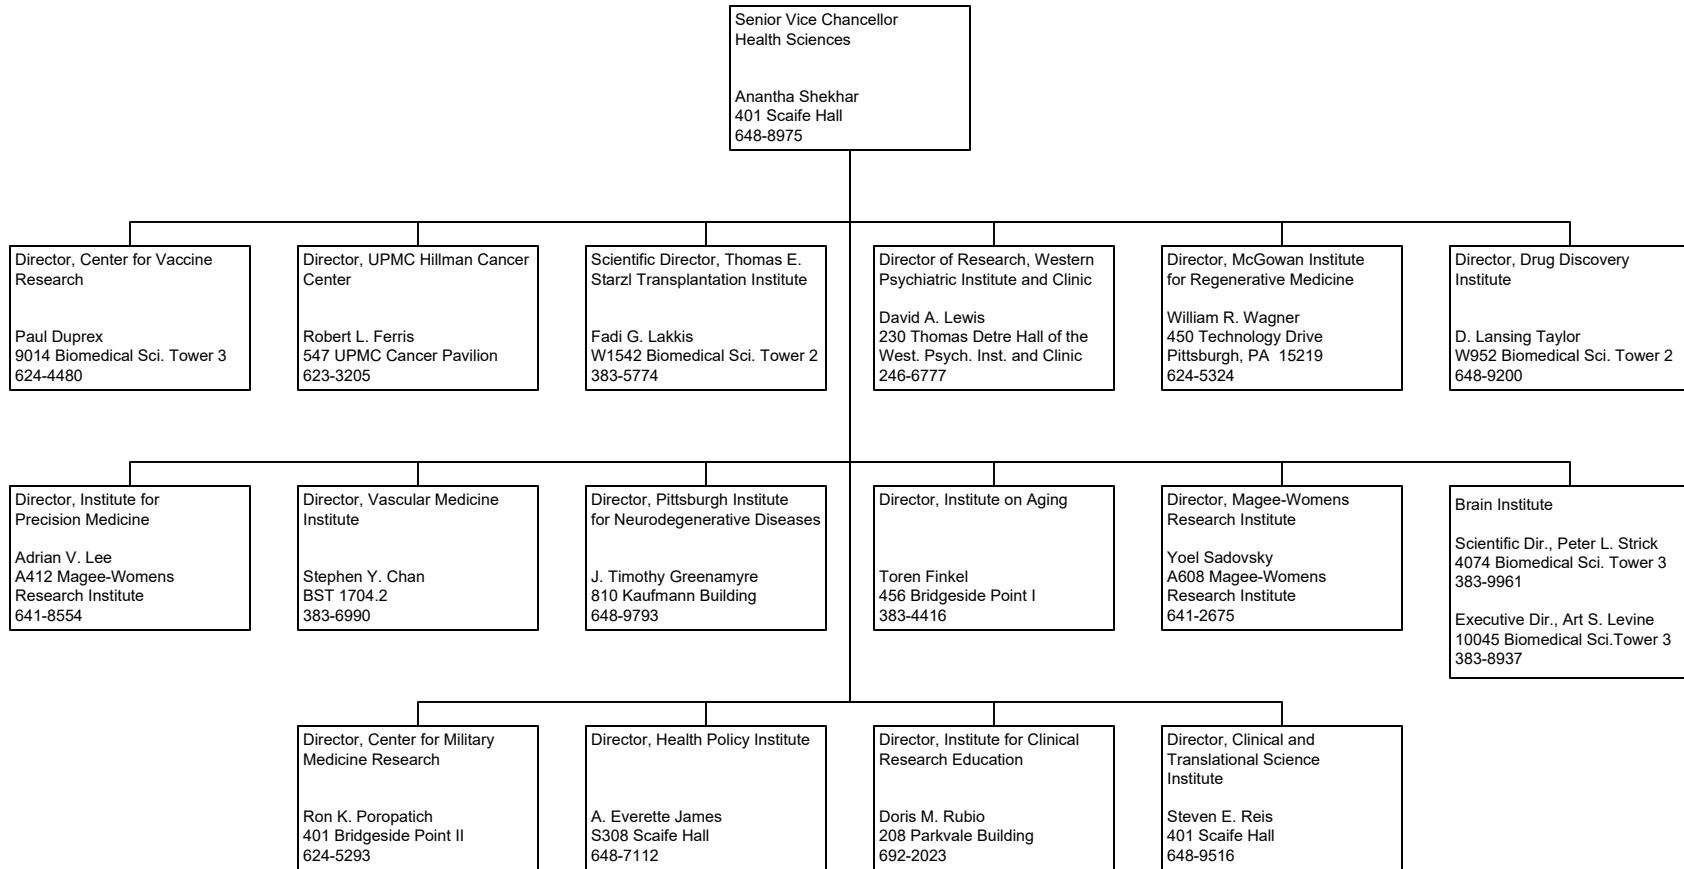 Senior Vice Chancellor
Health Sciences
Anantha Shekhar
401 Scaife Hall
648-8975
Director, Center for Vaccine
Research
Paul Duprex
9014 Biomedical Sci. Tower 3
624-4480
Director, UPMC Hillman Cancer
Center
Robert L. Ferris
547 UPMC Cancer Pavilion
623-3205
Scientific Director, Thomas E.
Starzl Transplantation Institute
Fadi G. Lakkis
W1542 Biomedical Sci. Tower 2
383-5774
Director of Research, Western
Psychiatric Institute and Clinic
David A. Lewis
230 Thomas Detre Hall of the
West. Psych. Inst. and Clinic
246-6777
Director, McGowan Institute
for Regenerative Medicine
William R. Wagner
450 Technology Drive
Pittsburgh, PA  15219
624-5324
Director, Drug Discovery
Institute
D. Lansing Taylor
W952 Biomedical Sci. Tower 2
648-9200
Director, Institute for
Precision Medicine
Adrian V. Lee
A412 Magee-Womens
Research Institute
641-8554
Director, Vascular Medicine
Institute
Stephen Y. Chan
BST 1704.2
383-6990
Director, Pittsburgh Institute
for Neurodegenerative Diseases
J. Timothy Greenamyre
810 Kaufmann Building
648-9793
Director, Institute on Aging
Toren Finkel
456 Bridgeside Point I
383-4416
Director, Magee-Womens
Research Institute
Yoel Sadovsky
A608 Magee-Womens
Research Institute
641-2675
Brain Institute
Scientific Dir., Peter L. Strick
4074 Biomedical Sci. Tower 3
383-9961
Executive Dir., Art S. Levine
10045 Biomedical Sci.Tower 3
383-8937
Director, Center for Military
Medicine Research
Ron K. Poropatich
401 Bridgeside Point II
624-5293
Director, Health Policy Institute
A. Everette James
S308 Scaife Hall
648-7112
Director, Institute for Clinical
Research Education
Doris M. Rubio
208 Parkvale Building
692-2023
Director, Clinical and
Translational Science
Institute
Steven E. Reis
401 Scaife Hall
648-9516